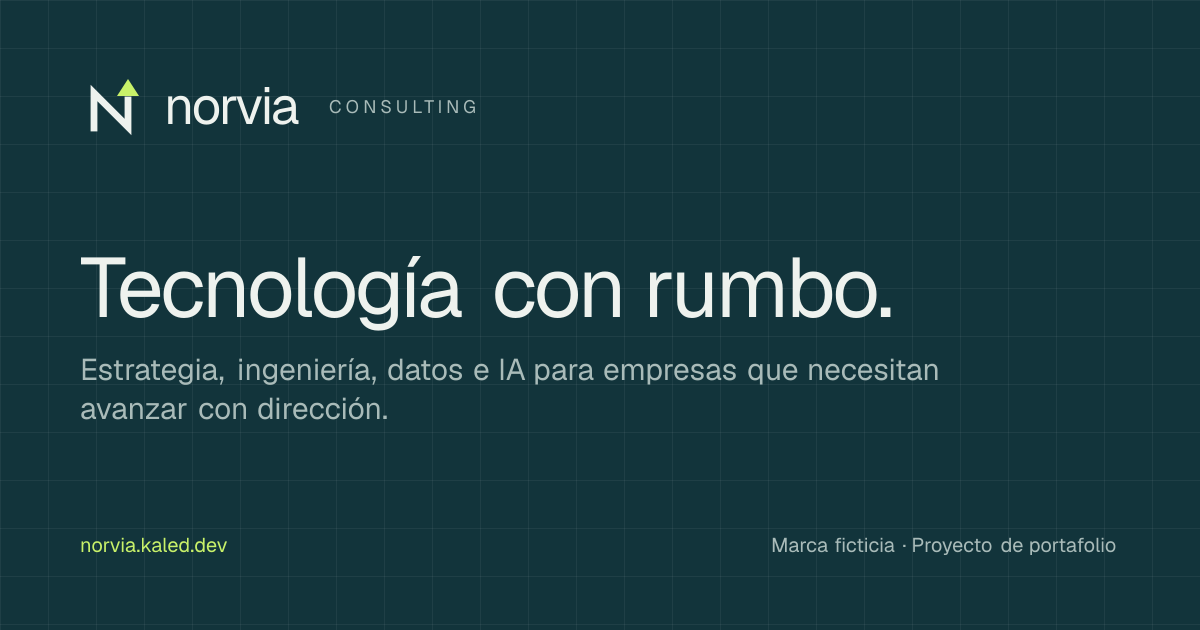 norvia CONSULTING
Tecnología con rumbo.
Estrategia, ingeniería, datos e IA para empresas que necesitan
avanzar con dirección.
norvia.kaled.dev
Marca ficticia · Proyecto de portafolio